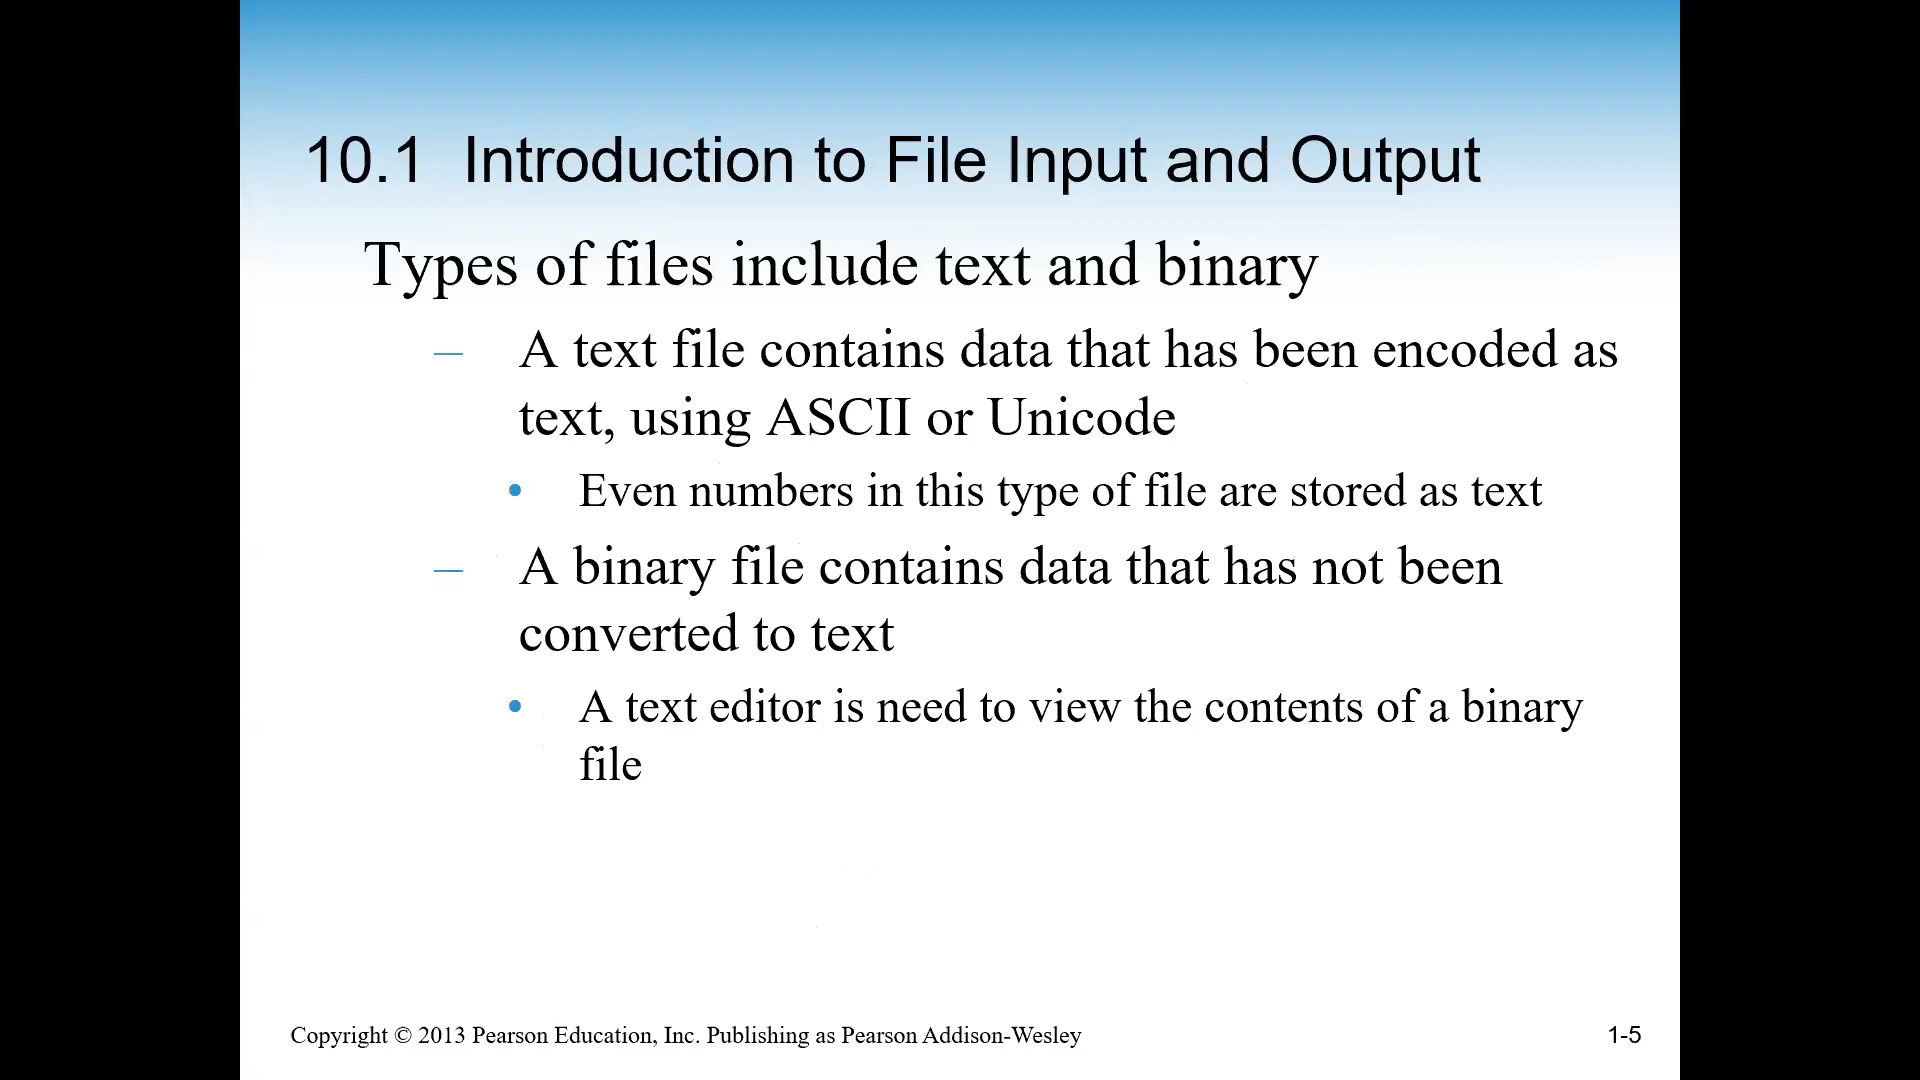 10.1 Introduction to File Input and Output
Types of files include text and binary
– A text file contains data that has been encoded as
text, using ASCII or Unicode
• Even numbers in this type of file are stored as text
– A binary file contains data that has not been
converted to text
• A text editor is need to view the contents of a binary
file
Copyright © 2013 Pearson Education, Inc. Publishing as Pearson Addison-Wesley
1-5